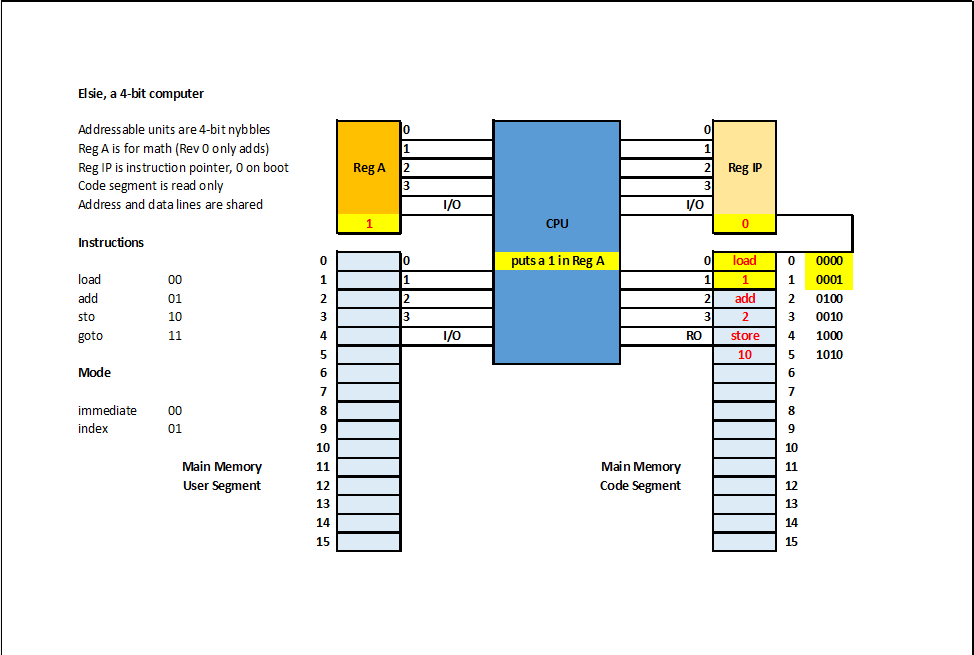 Elsie, a 4-bit computer
Addressable units are 4-bit nybbles 0 0
Reg A is for math (Rev 0 only adds) 1 1
Reg IP is instruction pointer, 0 on boot Reg A 2 2 Reg IP
Code segment is read only 3 3
Address and data lines are shared I/O I/O
1 CPU 0
Instructions
0 0 puts a 1 in Reg A 0 load 0 0000
load 00 1 1 1 1 1 0001
add 01 2 2 2 add 2 0100
sto 10 3 3 3 2 3 0010
goto 11 4 I/O RO store 4 1000
5 10 5 1010
Mode 6 6
7 7
immediate 00 8 8
index 01 9 9
10 10
Main Memory 11 Main Memory 11
User Segment 12 Code Segment 12
13 13
14 14
15 15